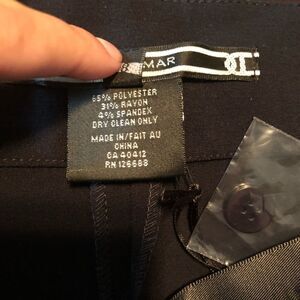 MAR
65% POLYESTER
31% RAYON
4% SPANDEX
DRY CLEAN ONLY
MADE IN/FAIT AU
CHINA
CA 40412
RN 126688